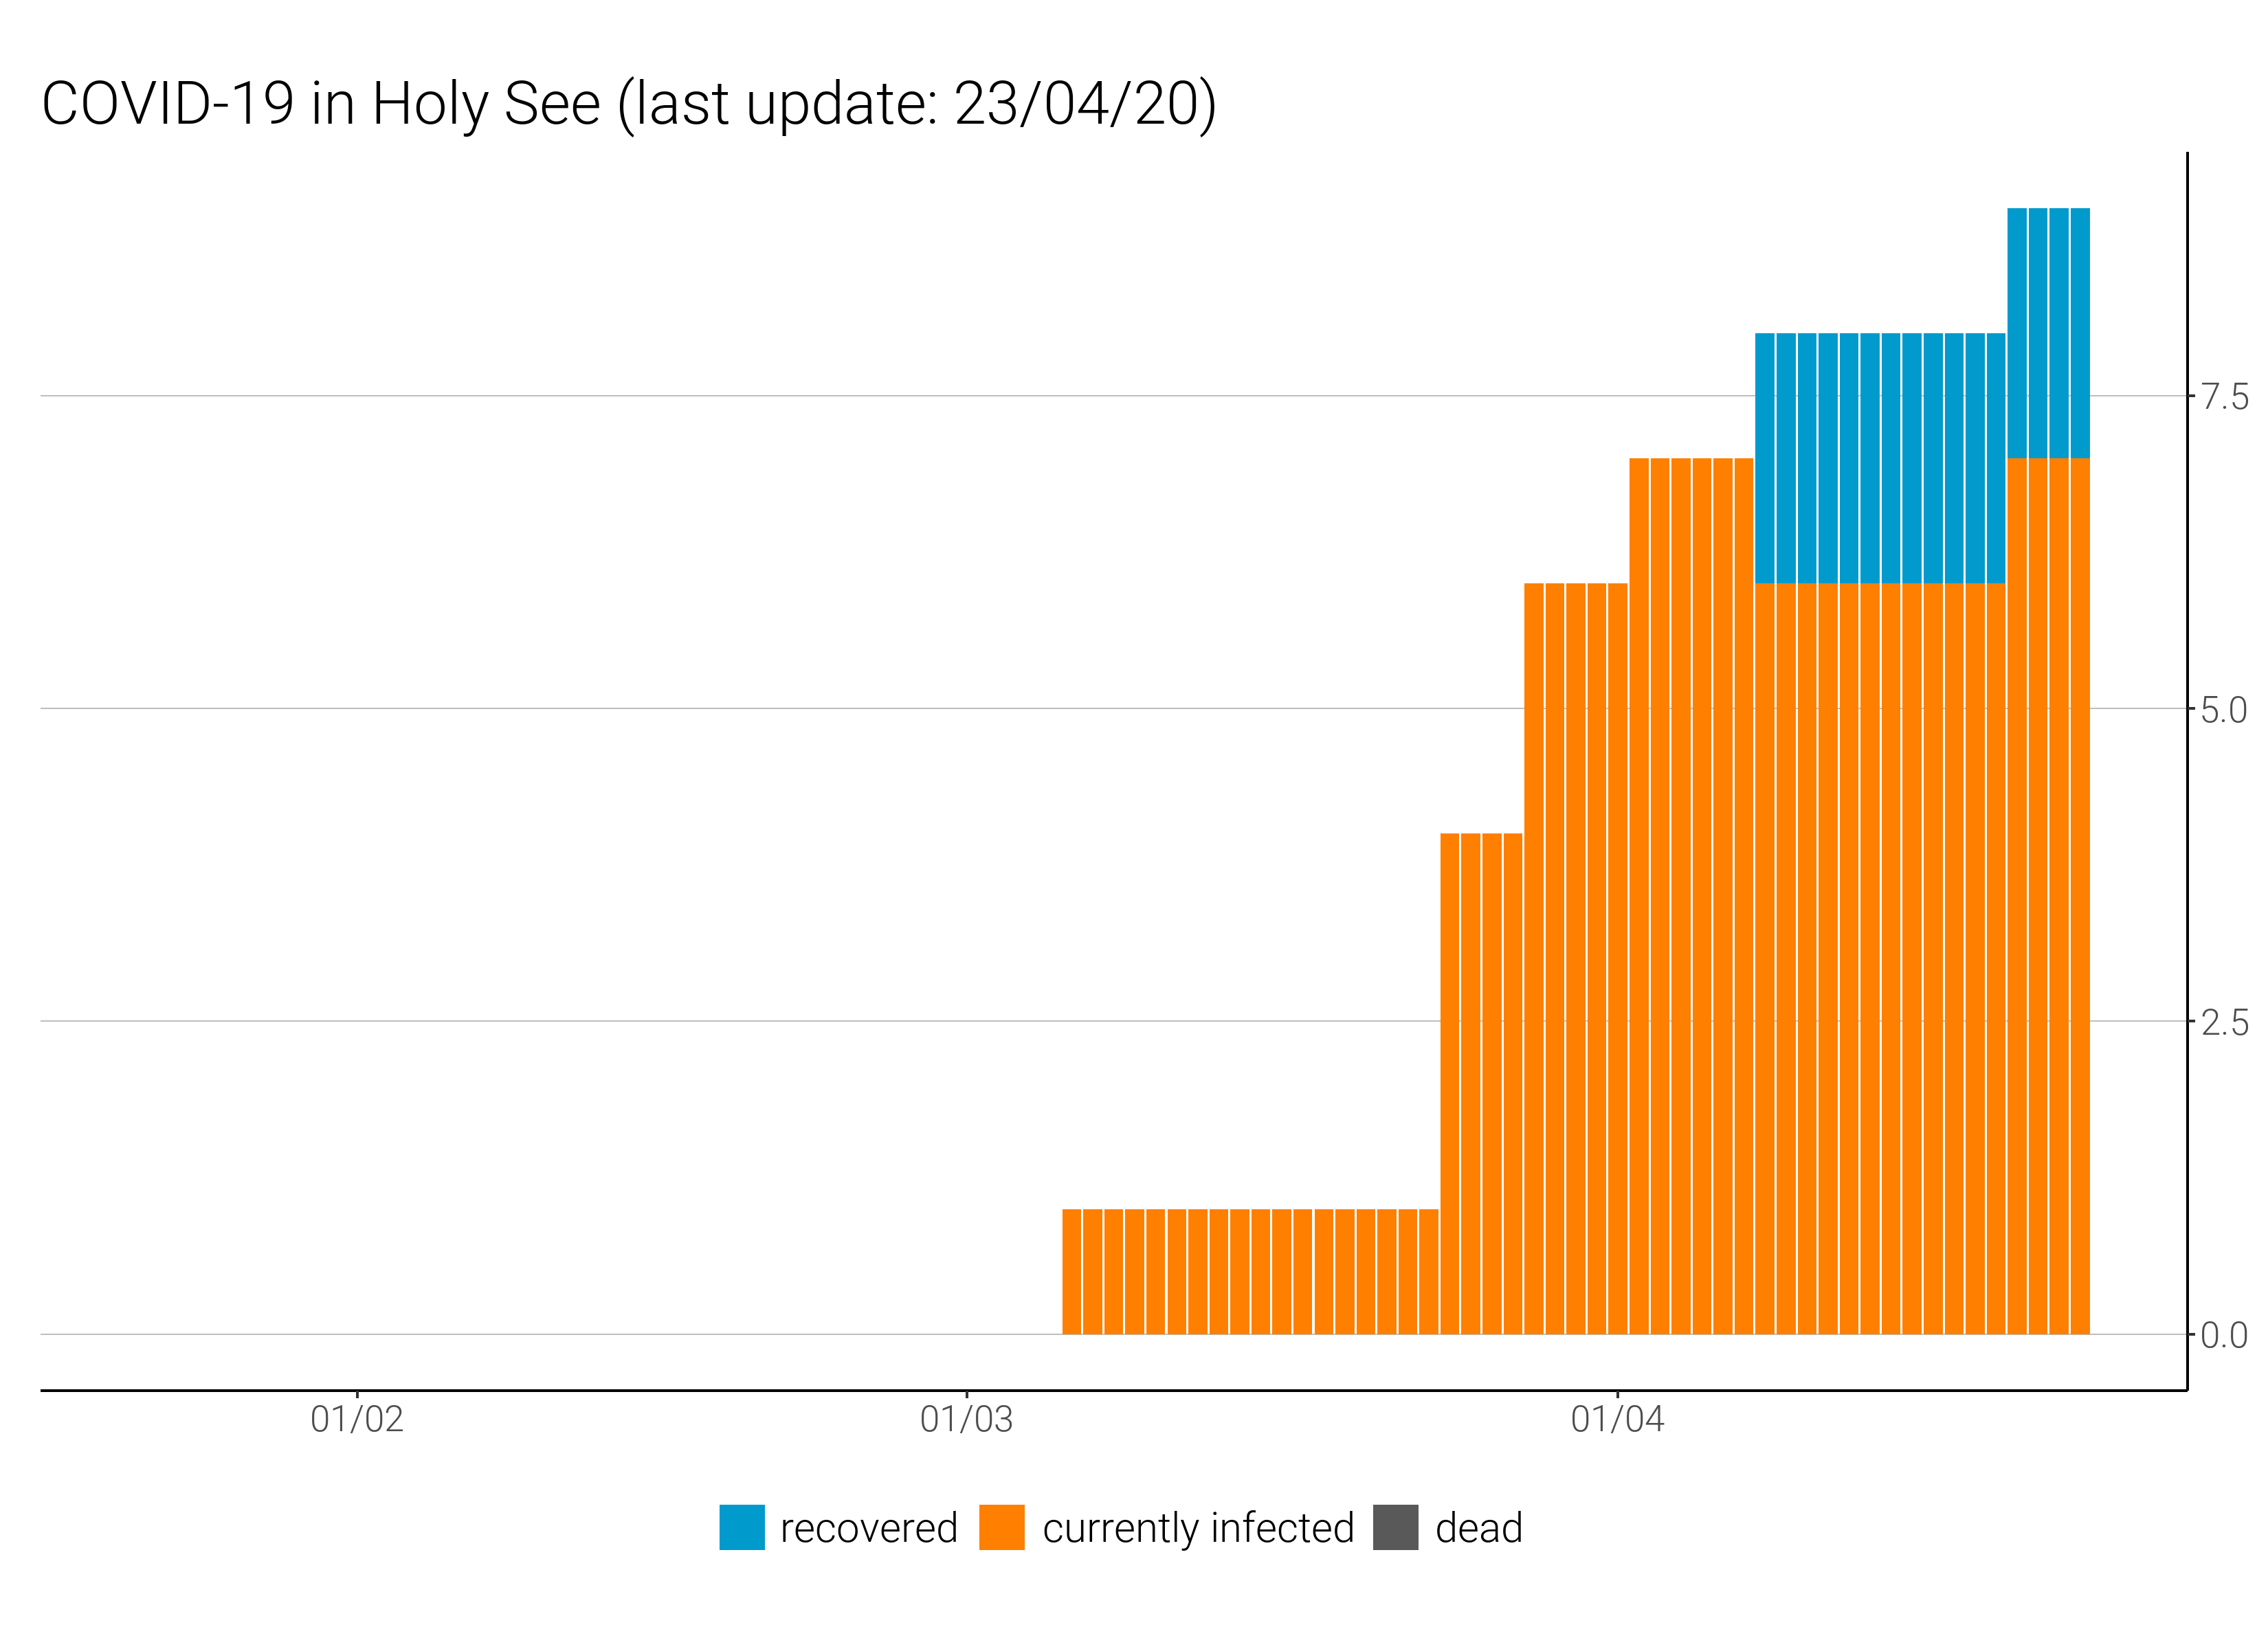 COVID-19 in Holy See (last update: 23/04/20)
7.5
5.0
2.5
0.0
01/02 01/03 01/04
recovered currently infected dead